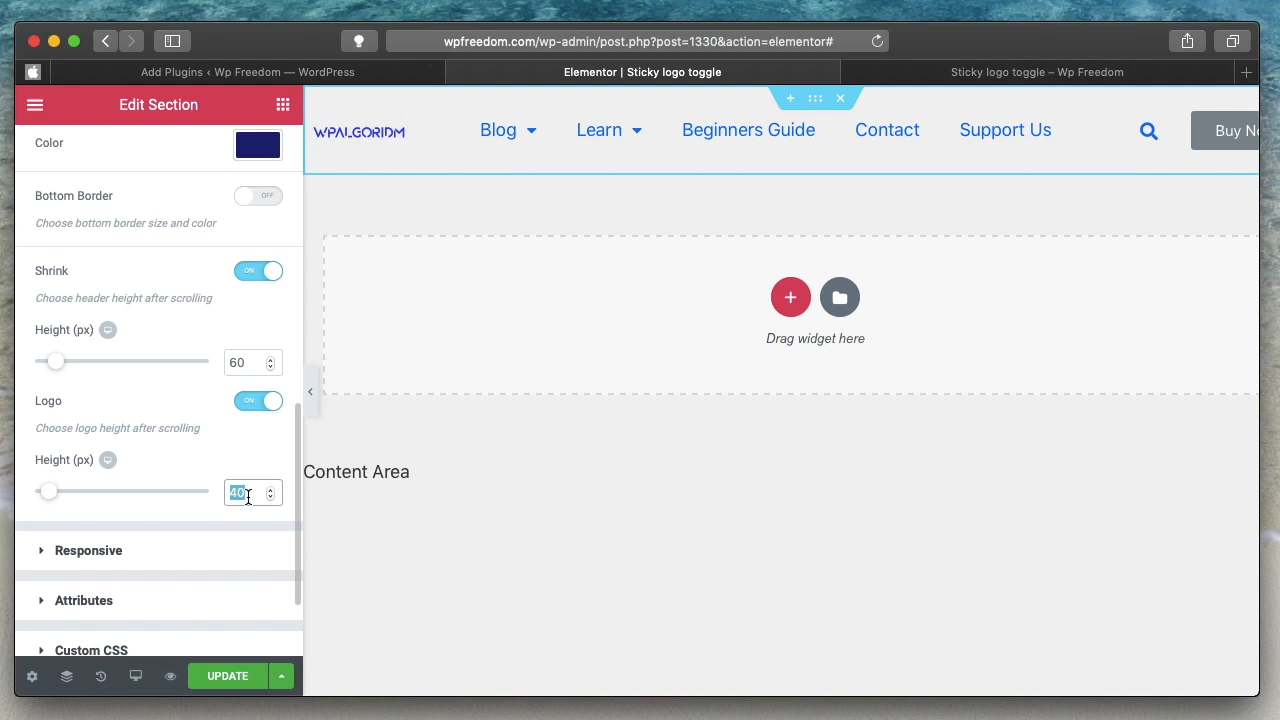 wpfreedom.com/wp-admin/post.php?post=1330&action=elementor#
Add Plugins ‹ Wp Freedom — WordPress
Elementor | Sticky logo toggle
Sticky logo toggle – Wp Freedom
Edit Section
WPALGORIDM
Blog
Learn
Beginners Guide
Contact
Support Us
Buy No
Color
Bottom Border
OFF
Choose bottom border size and color
Shrink
ON
Choose header height after scrolling
Height (px)
60
Logo
ON
Choose logo height after scrolling
Height (px)
40
Responsive
Attributes
Custom CSS
UPDATE
Drag widget here
Content Area